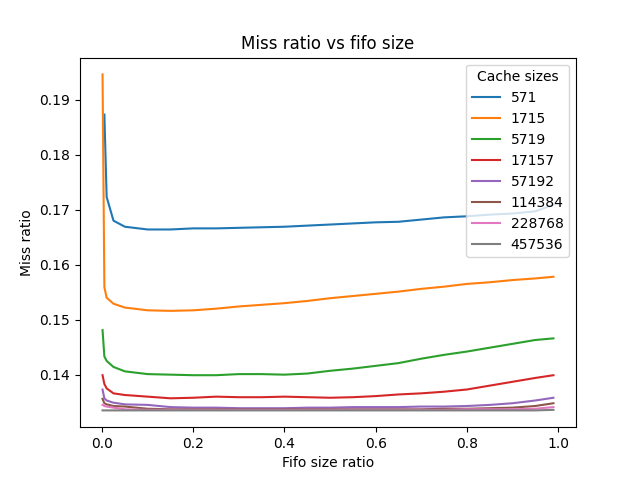 Miss ratio vs fifo size
Miss ratio
0.19
0.18
0.17
0.16
0.15
0.14
Cache sizes
571
1715
5719
17157
57192
114384
228768
457536
0.0 0.2 0.4 0.6 0.8 1.0
Fifo size ratio